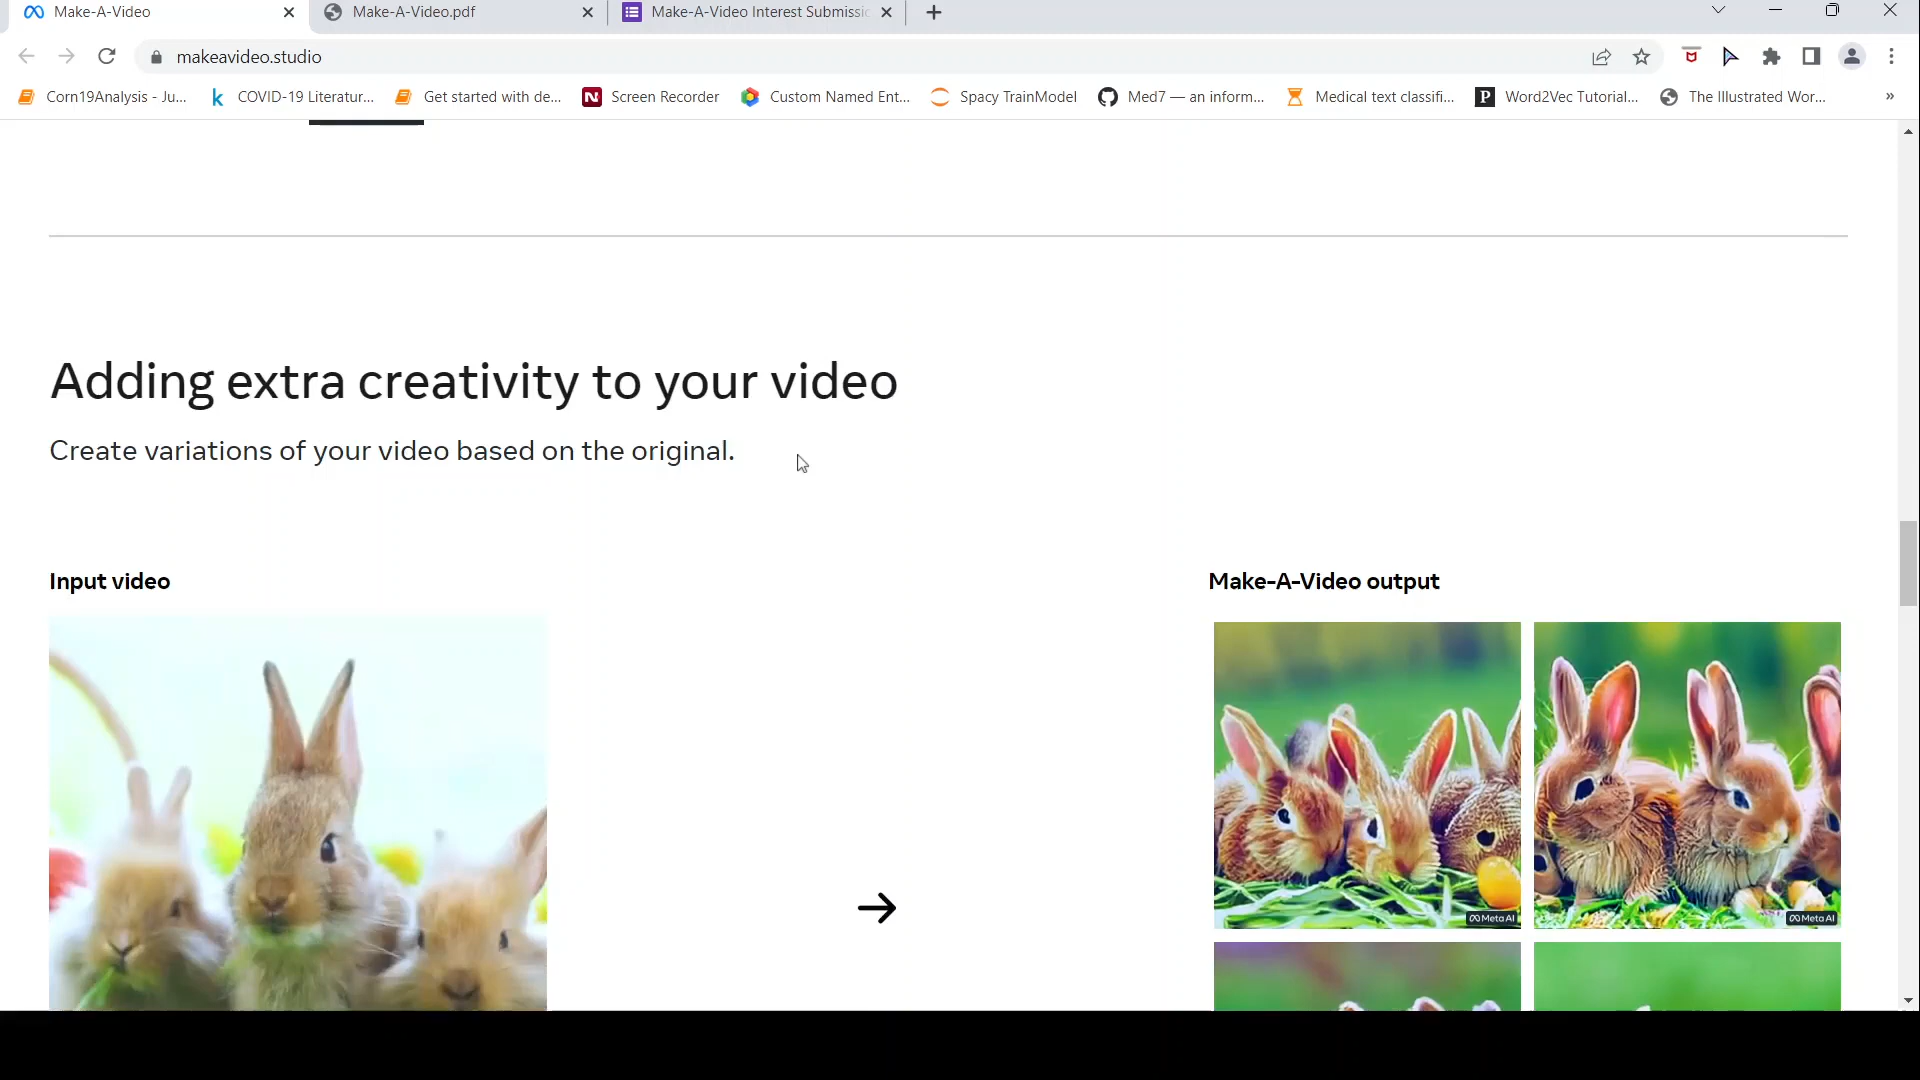 Make-A-Video
Make-A-Video.pdf
Make-A-Video Interest Submissi
makeavideo.studio
Corn19Analysis - Ju...
COVID-19 Literatur...
Get started with de...
Screen Recorder
Custom Named Ent...
Spacy TrainModel
Med7 — an inform...
Medical text classifi...
Word2Vec Tutorial...
The Illustrated Wor...
Adding extra creativity to your video
Create variations of your video based on the original.
Input video
Make-A-Video output
Meta AI
Meta AI